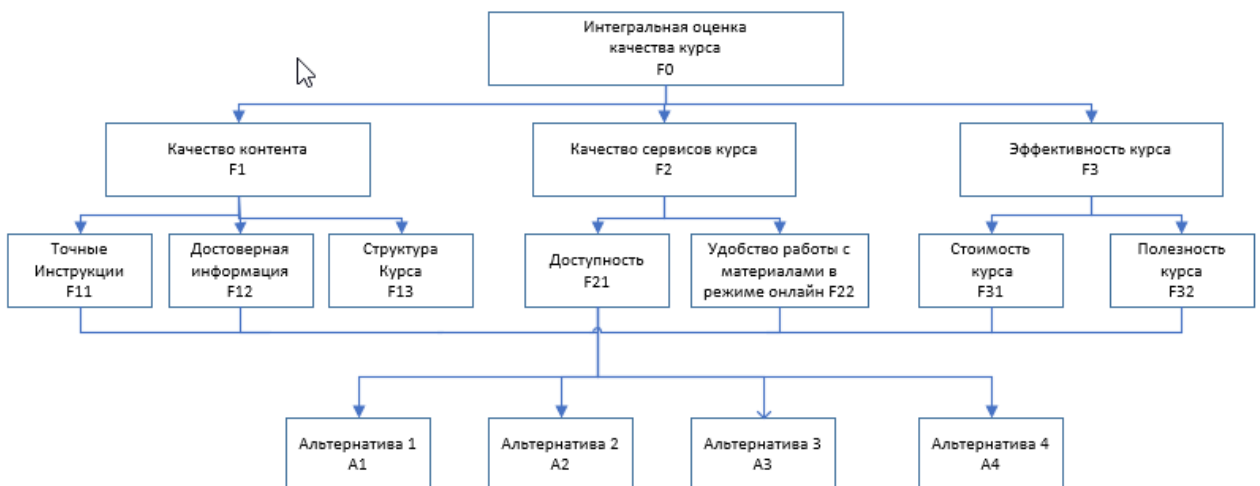 Интегральная оценка
качества курса
F0
Качество контента
F1
Качество сервисов курса
F2
Эффективность курса
F3
Точные
Инструкции
F11
Достоверная
информация
F12
Структура
Курса
F13
Доступность
F21
Удобство работы с
материалами в
режиме онлайн F22
Стоимость
курса
F31
Полезность
курса
F32
Альтернатива 1
A1
Альтернатива 2
A2
Альтернатива 3
A3
Альтернатива 4
A4